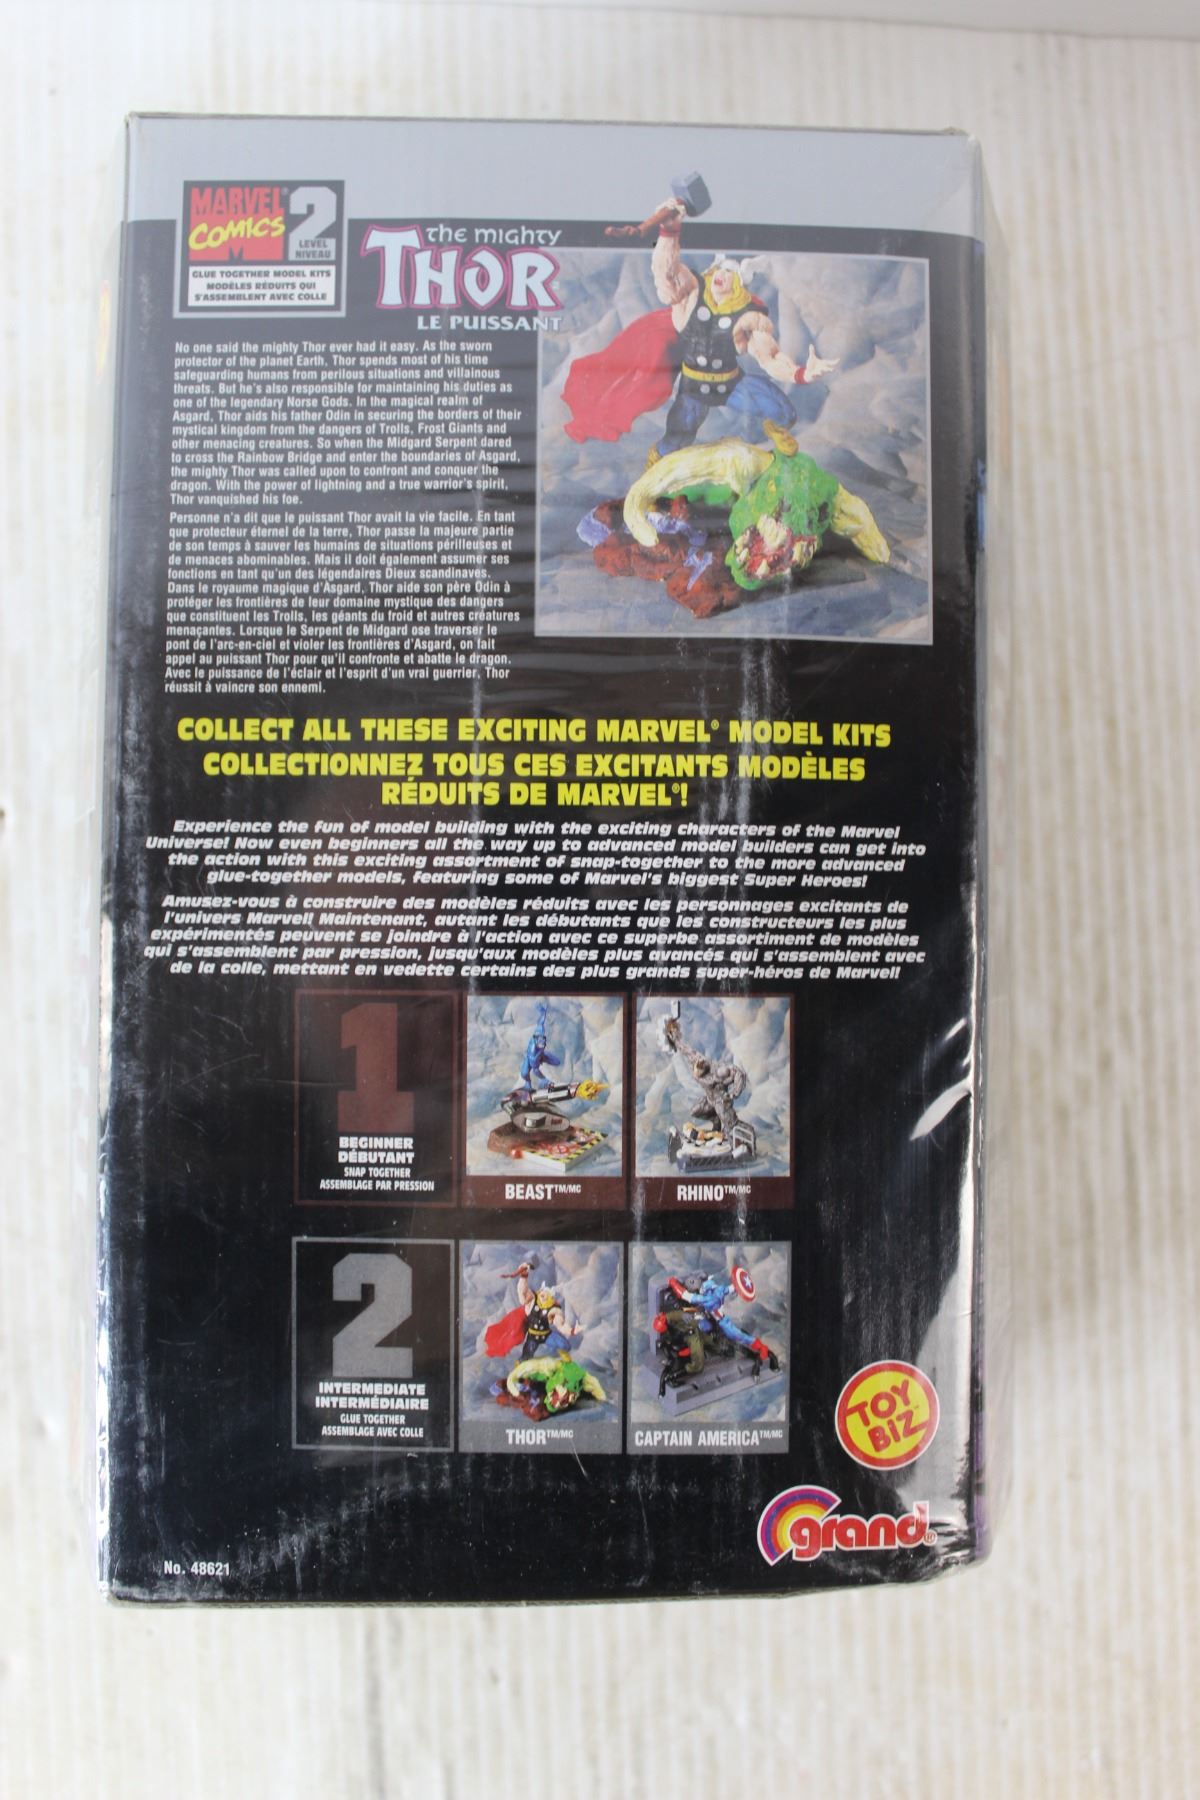 MARVEL®
COMICS
2
LEVEL
NIVEAU
GLUE TOGETHER MODEL KITS
MODÈLES RÉDUITS QUI
S'ASSEMBLENT AVEC COLLE
THE MIGHTY
THOR
LE PUISSANT
No one said the mighty Thor ever had it easy. As the sworn
protector of the planet Earth, Thor spends most of his time
safeguarding humans from perilous situations and villainous
threats. But he's also responsible for maintaining his duties as
one of the legendary Norse Gods. In the magical realm of
Asgard, Thor aids his father Odin in securing the borders of their
mystical kingdom from the dangers of Trolls, Frost Giants and
other menacing creatures. So when the Midgard Serpent dared
to cross the Rainbow Bridge and enter the boundaries of Asgard,
the mighty Thor was called upon to confront and conquer the
dragon. With the power of lightning and a true warrior's spirit,
Thor vanquished his foe.
Personne n'a dit que le puissant Thor avait la vie facile. En tant
que protecteur éternel de la terre, Thor passe la majeure partie
de son temps à sauver les humains de situations périlleuses et
de menaces abominables. Mais il doit également assumer ses
fonctions en tant qu'un des légendaires Dieux scandinaves.
Dans le royaume magique d'Asgard, Thor aide son père Odin à
protéger les frontières de leur domaine mystique des dangers
que constituent les Trolls, les géants du froid et autres créatures
menaçantes. Lorsque le Serpent de Midgard ose traverser le
pont de l'arc-en-ciel et violer les frontières d'Asgard, on fait
appel au puissant Thor pour qu'il confronte et abatte le dragon.
Avec le puissance de l'éclair et l'esprit d'un vrai guerrier, Thor
réussit à vaincre son ennemi.
COLLECT ALL THESE EXCITING MARVEL® MODEL KITS
COLLECTIONNEZ TOUS CES EXCITANTS MODÈLES
RÉDUITS DE MARVEL®!
Experience the fun of model building with the exciting characters of the Marvel
Universe! Now even beginners all the way up to advanced model builders can get into
the action with this exciting assortment of snap-together to the more advanced
glue-together models, featuring some of Marvel's biggest Super Heroes!
Amusez-vous à construire des modèles réduits avec les personnages excitants de
l'univers Marvel! Maintenant, autant les débutants que les constructeurs les plus
expérimentés peuvent se joindre à l'action avec ce superbe assortiment de modèles
qui s'assemblent par pression, jusqu'aux modèles plus avancés qui s'assemblent avec
de la colle, mettant en vedette certains des plus grands super-héros de Marvel!
1
BEGINNER
DÉBUTANT
SNAP TOGETHER
ASSEMBLAGE PAR PRESSION
BEAST™/MC
RHINO™/MC
2
INTERMEDIATE
INTERMÉDIAIRE
GLUE TOGETHER
ASSEMBLAGE AVEC COLLE
THOR™/MC
CAPTAIN AMERICA™/MC
TOY
BIZ
grand®
No. 48621